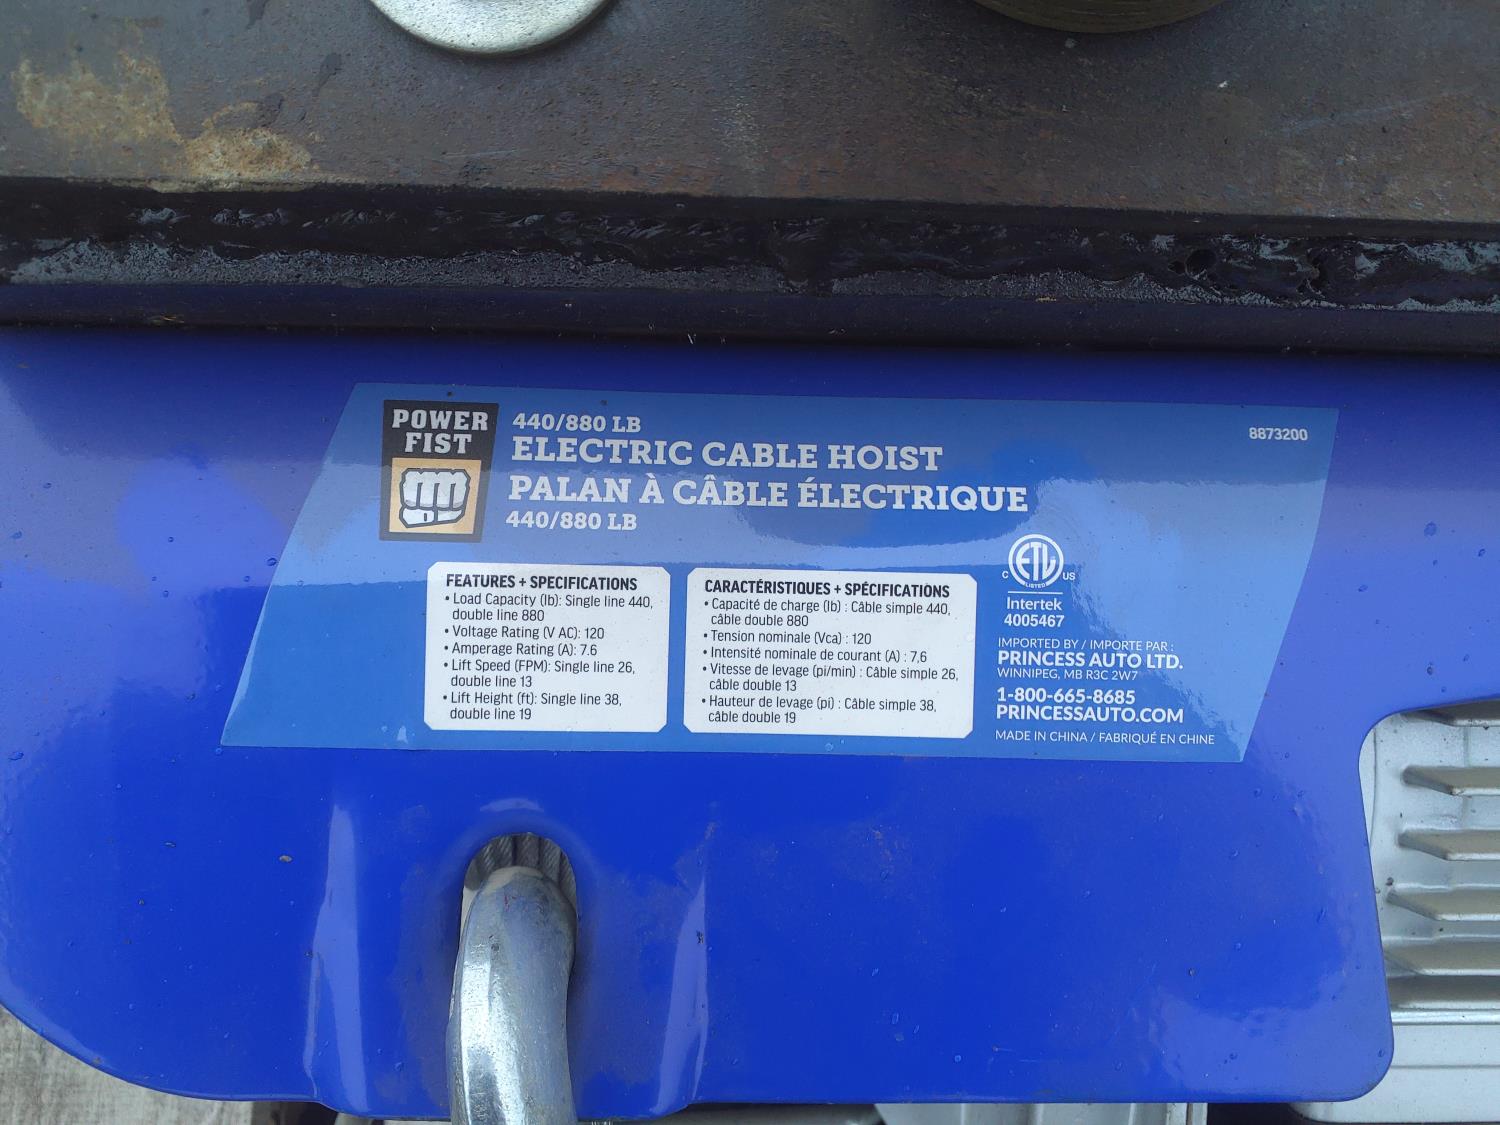 POWER
FIST
440/880 LB
ELECTRIC CABLE HOIST
PALAN À CÂBLE ÉLECTRIQUE
440/880 LB
8873200
FEATURES + SPECIFICATIONS
• Load Capacity (lb): Single line 440,
double line 880
• Voltage Rating (V AC): 120
• Amperage Rating (A): 7.6
• Lift Speed (FPM): Single line 26,
double line 13
• Lift Height (ft): Single line 38,
double line 19
CARACTÉRISTIQUES + SPÉCIFICATIONS
• Capacité de charge (lb) : Câble simple 440,
câble double 880
• Tension nominale (Vca) : 120
• Intensité nominale de courant (A) : 7,6
• Vitesse de levage (pi/min) : Câble simple 26,
câble double 13
• Hauteur de levage (pi) : Câble simple 38,
câble double 19
ETL
C LISTED US
Intertek
4005467
IMPORTED BY / IMPORTE PAR :
PRINCESS AUTO LTD.
WINNIPEG, MB R3C 2W7
1-800-665-8685
PRINCESSAUTO.COM
MADE IN CHINA / FABRIQUÉ EN CHINE